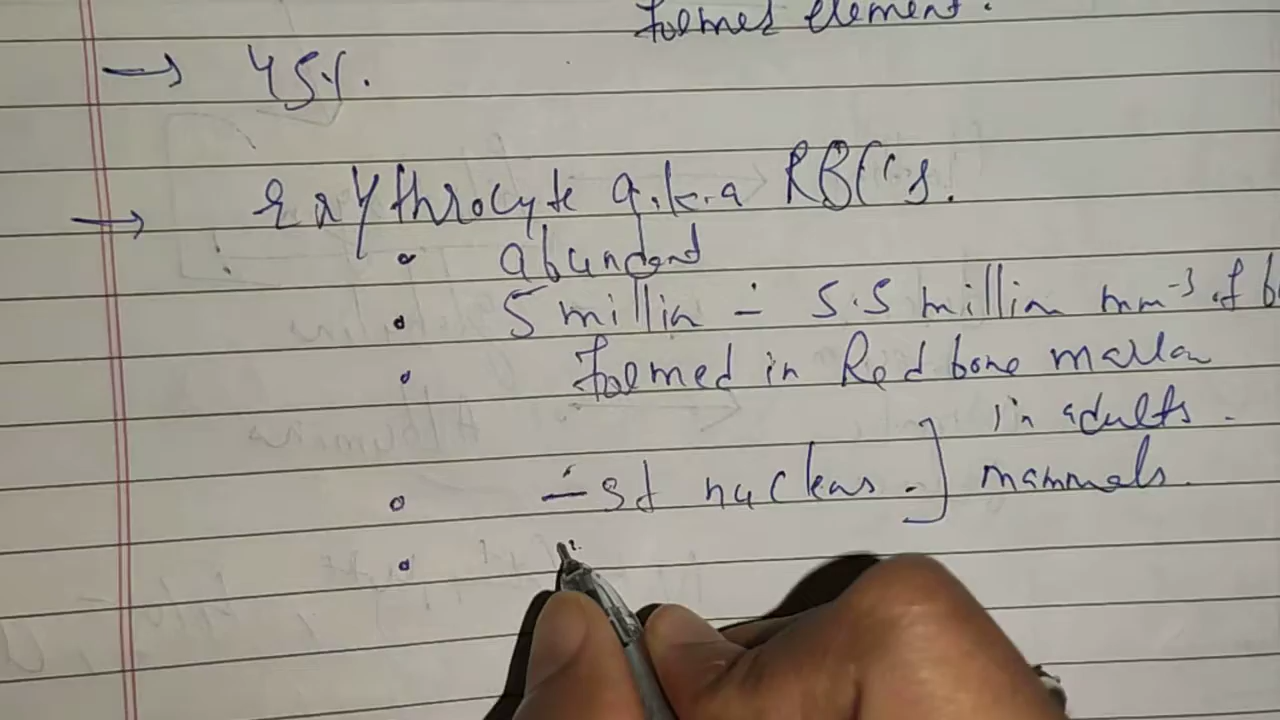 Formed element.
→ 45%.
→ Erythrocyte a.k.a RBC's.
abundant
5 million - 5.5 million mm⁻³ of b
Formed in Red bone marrow
in adults.
nucleus. ] mammals.